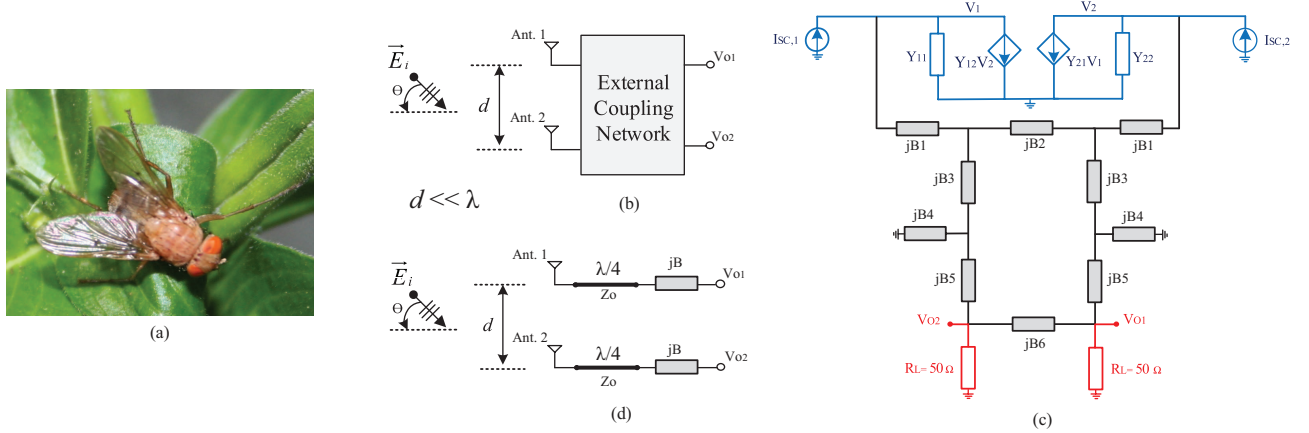 (a)
E⃗i
Θ
d
Ant. 1
Ant. 2
External
Coupling
Network
Vo1
Vo2
d << λ
(b)
E⃗i
Θ
d
Ant. 1
λ/4
Zo
jB
Vo1
Ant. 2
λ/4
Zo
jB
Vo2
(d)
V1
V2
ISC,1
Y11
Y12V2
Y21V1
Y22
ISC,2
jB1
jB2
jB1
jB3
jB3
jB4
jB4
jB5
jB5
VO2
VO1
jB6
RL= 50 Ω
RL= 50 Ω
(c)